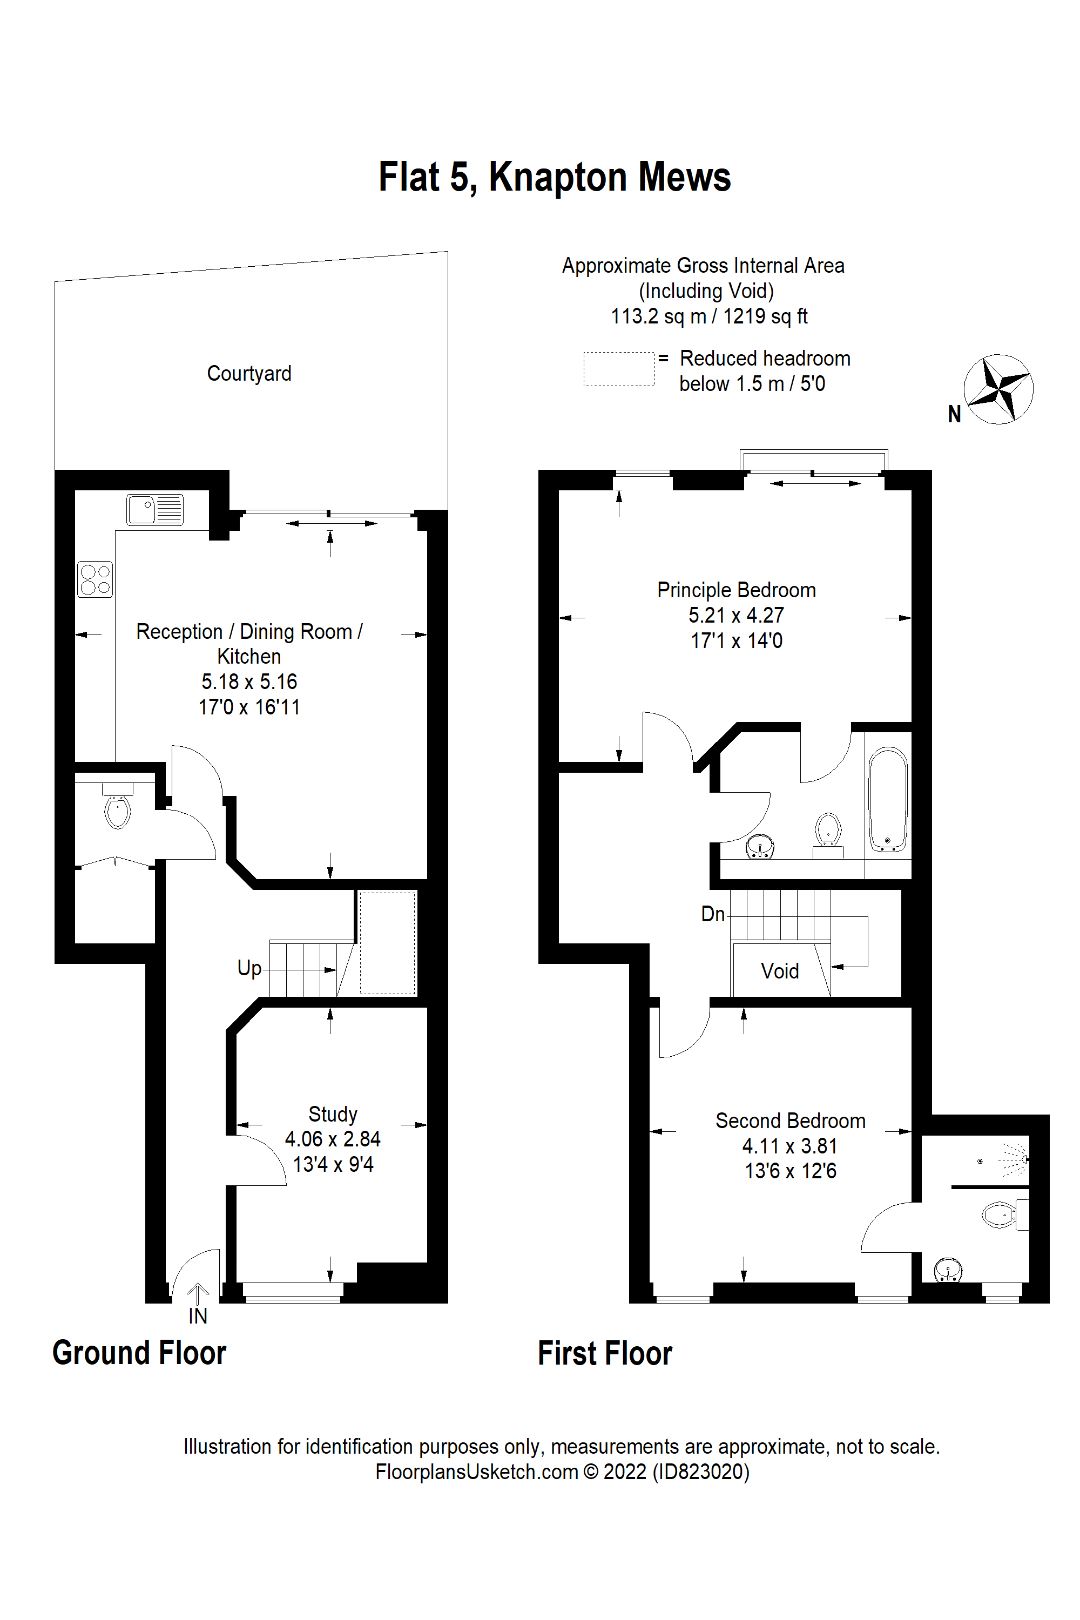 Flat 5, Knapton Mews
Approximate Gross Internal Area
(Including Void)
113.2 sq m / 1219 sq ft
= Reduced headroom
below 1.5 m / 5'0
N
Courtyard
Reception / Dining Room /
Kitchen
5.18 x 5.16
17'0 x 16'11
Up
Study
4.06 x 2.84
13'4 x 9'4
IN
Ground Floor
Principle Bedroom
5.21 x 4.27
17'1 x 14'0
Dn
Void
Second Bedroom
4.11 x 3.81
13'6 x 12'6
First Floor
Illustration for identification purposes only, measurements are approximate, not to scale.
FloorplansUsketch.com © 2022 (ID823020)